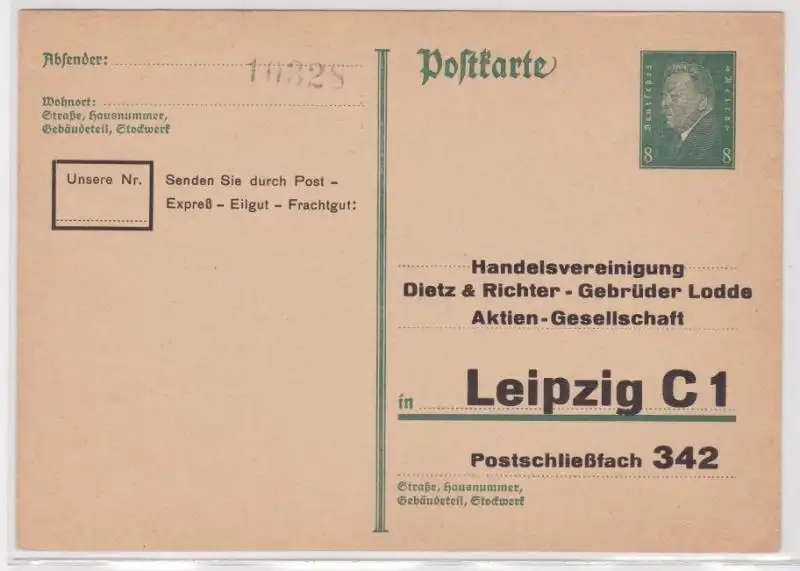 Absender:
10328
Wohnort:
Straße, Hausnummer,
Gebäudeteil, Stockwerk
Unsere Nr.
Senden Sie durch Post –
Expreß – Eilgut – Frachtgut:
Postkarte
Deutsches Reich
8 8
Handelsvereinigung
Dietz & Richter - Gebrüder Lodde
Aktien-Gesellschaft
in Leipzig C 1
Postschließfach 342
Straße, Hausnummer,
Gebäudeteil, Stockwerk